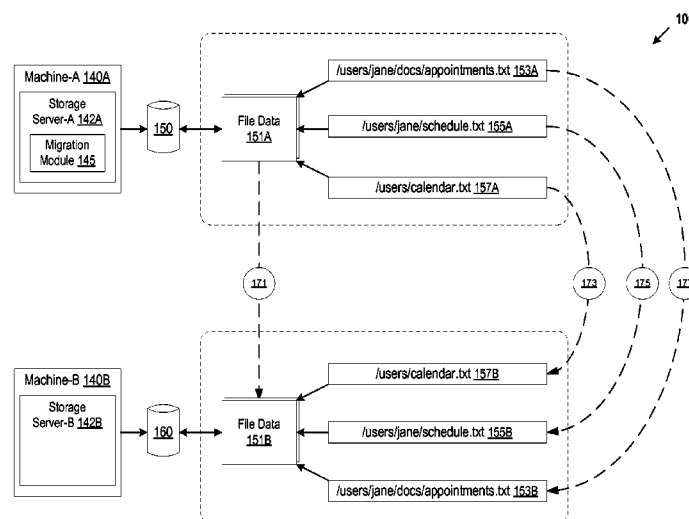 10
Machine-A 140A
Storage
Server-A 142A
Migration
Module 145
150
File Data
151A
/users/jane/docs/appointments.txt 153A
/users/jane/schedule.txt 155A
/users/calendar.txt 157A
171
173
175
17
Machine-B 140B
Storage
Server-B 142B
160
File Data
151B
/users/calendar.txt 157B
/users/jane/schedule.txt 155B
/users/jane/docs/appointments.txt 153B